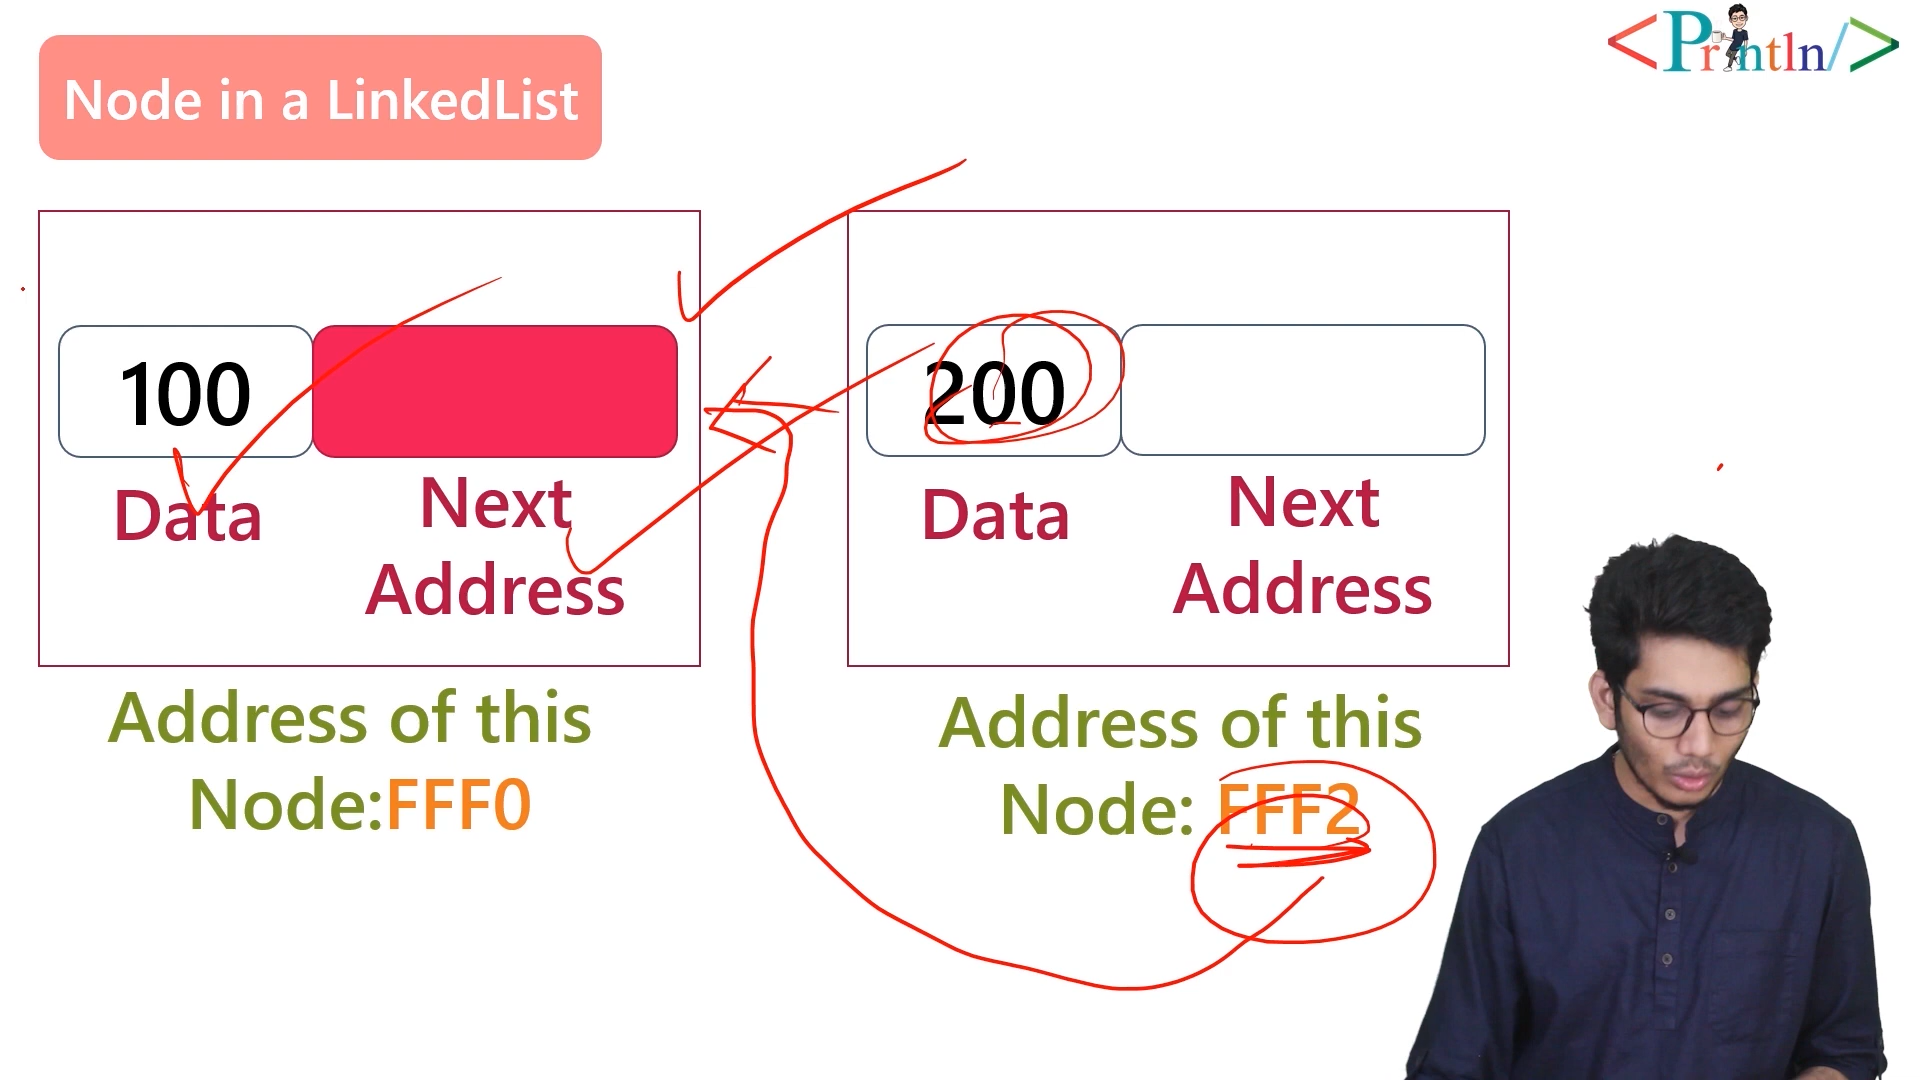 Node in a LinkedList
<Println/>
100
200
Data
Next
Address
Data
Next
Address
Address of this
Node:FFF0
Address of this
Node: FFF2